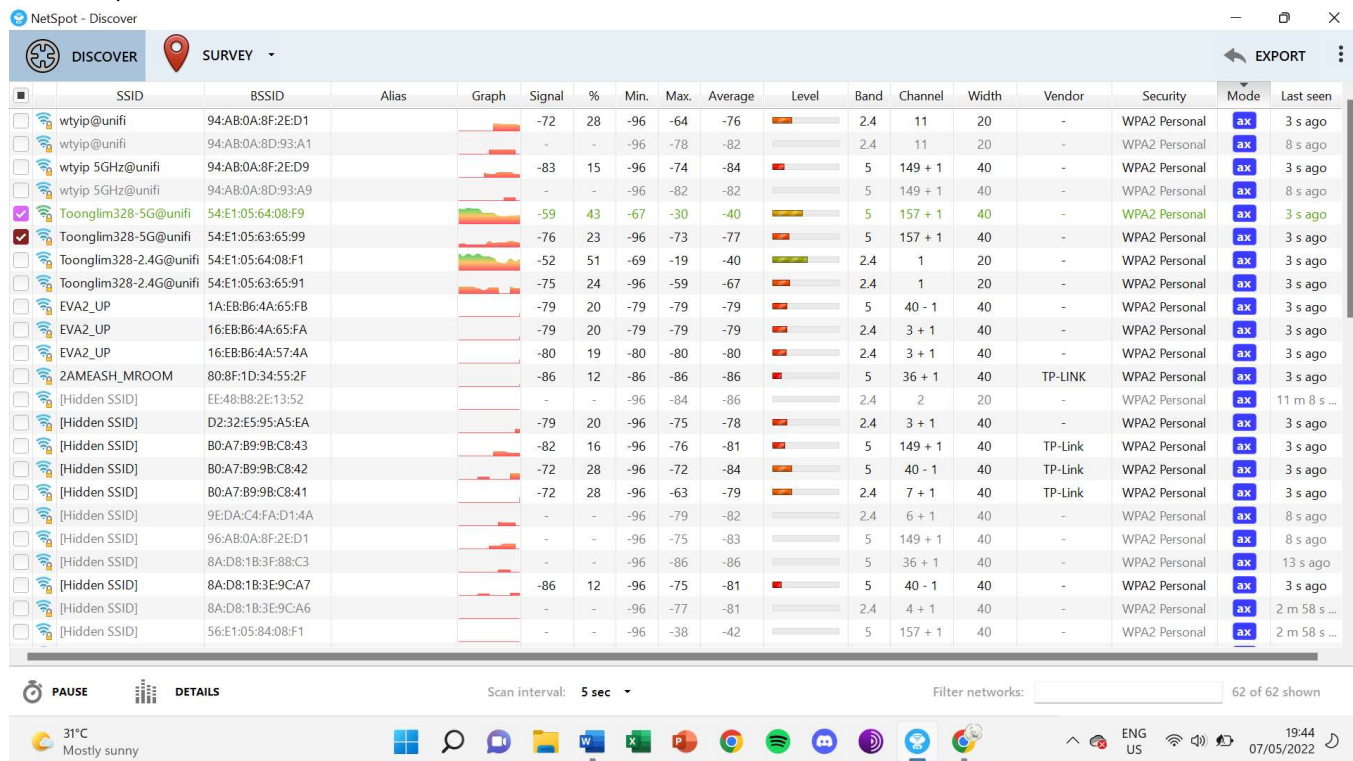 NetSpot - Discover
DISCOVER SURVEY EXPORT
SSID BSSID Alias Graph Signal % Min. Max. Average Level Band Channel Width Vendor Security Mode Last seen
wtyip@unifi 94:AB:0A:8F:2E:D1 -72 28 -96 -64 -76 2.4 11 20 - WPA2 Personal ax 3 s ago
wtyip@unifi 94:AB:0A:8D:93:A1 - - -96 -78 -82 2.4 11 20 - WPA2 Personal ax 8 s ago
wtyip 5GHz@unifi 94:AB:0A:8F:2E:D9 -83 15 -96 -74 -84 5 149 + 1 40 - WPA2 Personal ax 3 s ago
wtyip 5GHz@unifi 94:AB:0A:8D:93:A9 - - -96 -82 -82 5 149 + 1 40 - WPA2 Personal ax 8 s ago
Toonglim328-5G@unifi 54:E1:05:64:08:F9 -59 43 -67 -30 -40 5 157 + 1 40 - WPA2 Personal ax 3 s ago
Toonglim328-5G@unifi 54:E1:05:63:65:99 -76 23 -96 -73 -77 5 157 + 1 40 - WPA2 Personal ax 3 s ago
Toonglim328-2.4G@unifi 54:E1:05:64:08:F1 -52 51 -69 -19 -40 2.4 1 20 - WPA2 Personal ax 3 s ago
Toonglim328-2.4G@unifi 54:E1:05:63:65:91 -75 24 -96 -59 -67 2.4 1 20 - WPA2 Personal ax 3 s ago
EVA2_UP 1A:EB:B6:4A:65:FB -79 20 -79 -79 -79 5 40 - 1 40 - WPA2 Personal ax 3 s ago
EVA2_UP 16:EB:B6:4A:65:FA -79 20 -79 -79 -79 2.4 3 + 1 40 - WPA2 Personal ax 3 s ago
EVA2_UP 16:EB:B6:4A:57:4A -80 19 -80 -80 -80 2.4 3 + 1 40 - WPA2 Personal ax 3 s ago
2AMEASH_MROOM 80:8F:1D:34:55:2F -86 12 -86 -86 -86 5 36 + 1 40 TP-LINK WPA2 Personal ax 3 s ago
[Hidden SSID] EE:48:B8:2E:13:52 - - -96 -84 -86 2.4 2 20 - WPA2 Personal ax 11 m 8 s ...
[Hidden SSID] D2:32:E5:95:A5:EA -79 20 -96 -75 -78 2.4 3 + 1 40 - WPA2 Personal ax 3 s ago
[Hidden SSID] B0:A7:B9:9B:C8:43 -82 16 -96 -76 -81 5 149 + 1 40 TP-Link WPA2 Personal ax 3 s ago
[Hidden SSID] B0:A7:B9:9B:C8:42 -72 28 -96 -72 -84 5 40 - 1 40 TP-Link WPA2 Personal ax 3 s ago
[Hidden SSID] B0:A7:B9:9B:C8:41 -72 28 -96 -63 -79 2.4 7 + 1 40 TP-Link WPA2 Personal ax 3 s ago
[Hidden SSID] 9E:DA:C4:FA:D1:4A - - -96 -79 -82 2.4 6 + 1 40 - WPA2 Personal ax 8 s ago
[Hidden SSID] 96:AB:0A:8F:2E:D1 - - -96 -75 -83 5 149 + 1 40 - WPA2 Personal ax 8 s ago
[Hidden SSID] 8A:D8:1B:3F:88:C3 - - -96 -86 -86 5 36 + 1 40 - WPA2 Personal ax 13 s ago
[Hidden SSID] 8A:D8:1B:3E:9C:A7 -86 12 -96 -75 -81 5 40 - 1 40 - WPA2 Personal ax 3 s ago
[Hidden SSID] 8A:D8:1B:3E:9C:A6 - - -96 -77 -81 2.4 4 + 1 40 - WPA2 Personal ax 2 m 58 s ...
[Hidden SSID] 56:E1:05:84:08:F1 - - -96 -38 -42 5 157 + 1 40 - WPA2 Personal ax 2 m 58 s ...
PAUSE DETAILS Scan interval: 5 sec Filter networks: 62 of 62 shown
31°C
Mostly sunny
ENG
US
19:44
07/05/2022